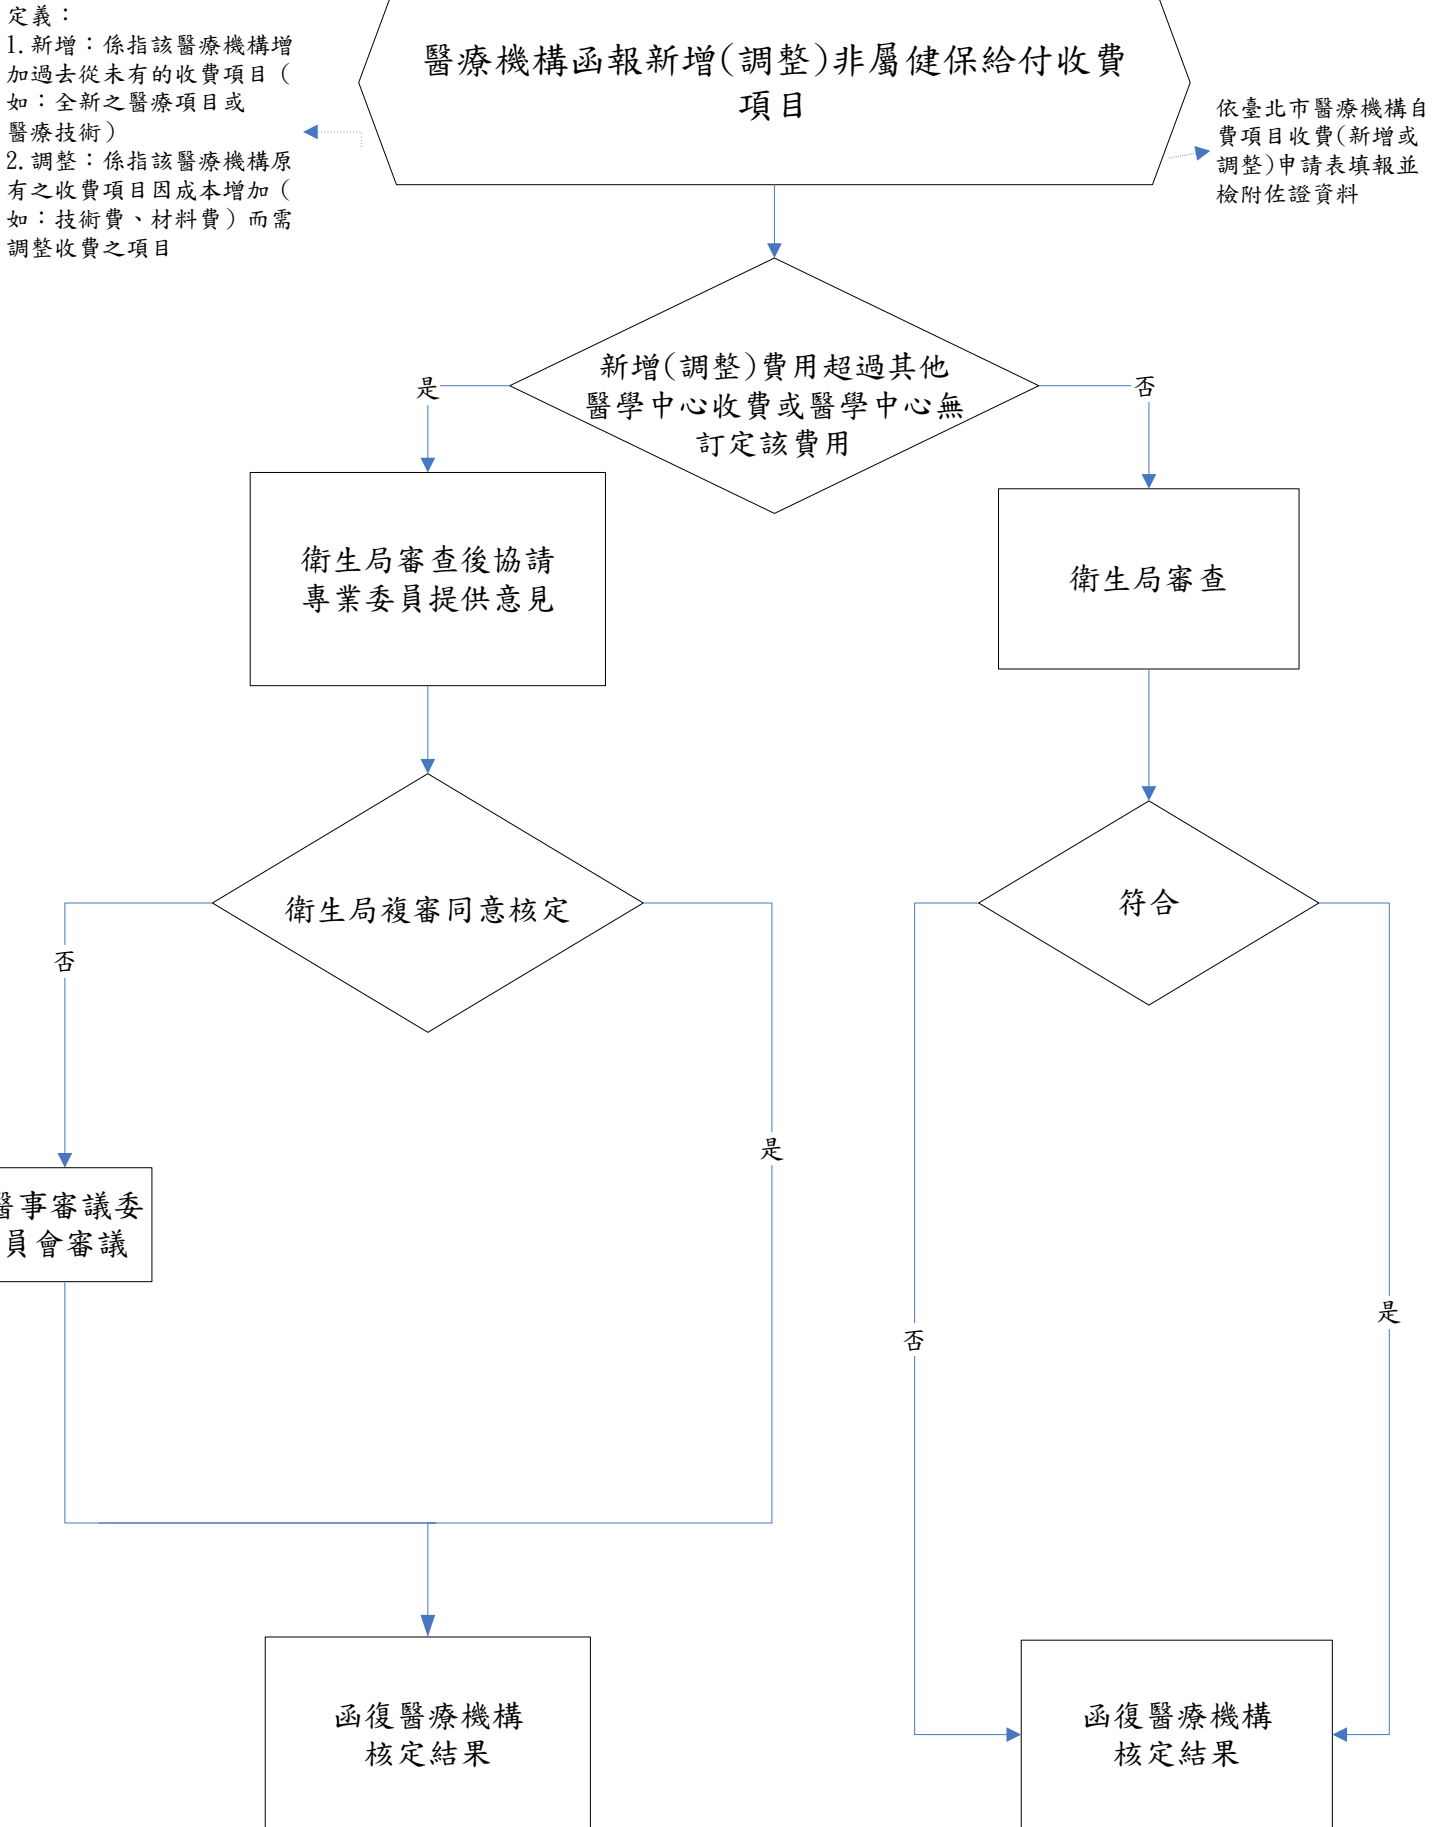 定義：
1.新增：係指該醫療機構增
加過去從未有的收費項目（
如：全新之醫療項目或
醫療技術）
2.調整：係指該醫療機構原
有之收費項目因成本增加（
如：技術費、材料費）而需
調整收費之項目
醫療機構函報新增(調整)非屬健保給付收費
項目
依臺北市醫療機構自
費項目收費(新增或
調整)申請表填報並
檢附佐證資料
新增(調整)費用超過其他
醫學中心收費或醫學中心無
訂定該費用
是
否
衛生局審查後協請
專業委員提供意見
衛生局審查
衛生局複審同意核定
符合
否
是
醫事審議委
員會審議
否
是
函復醫療機構
核定結果
函復醫療機構
核定結果